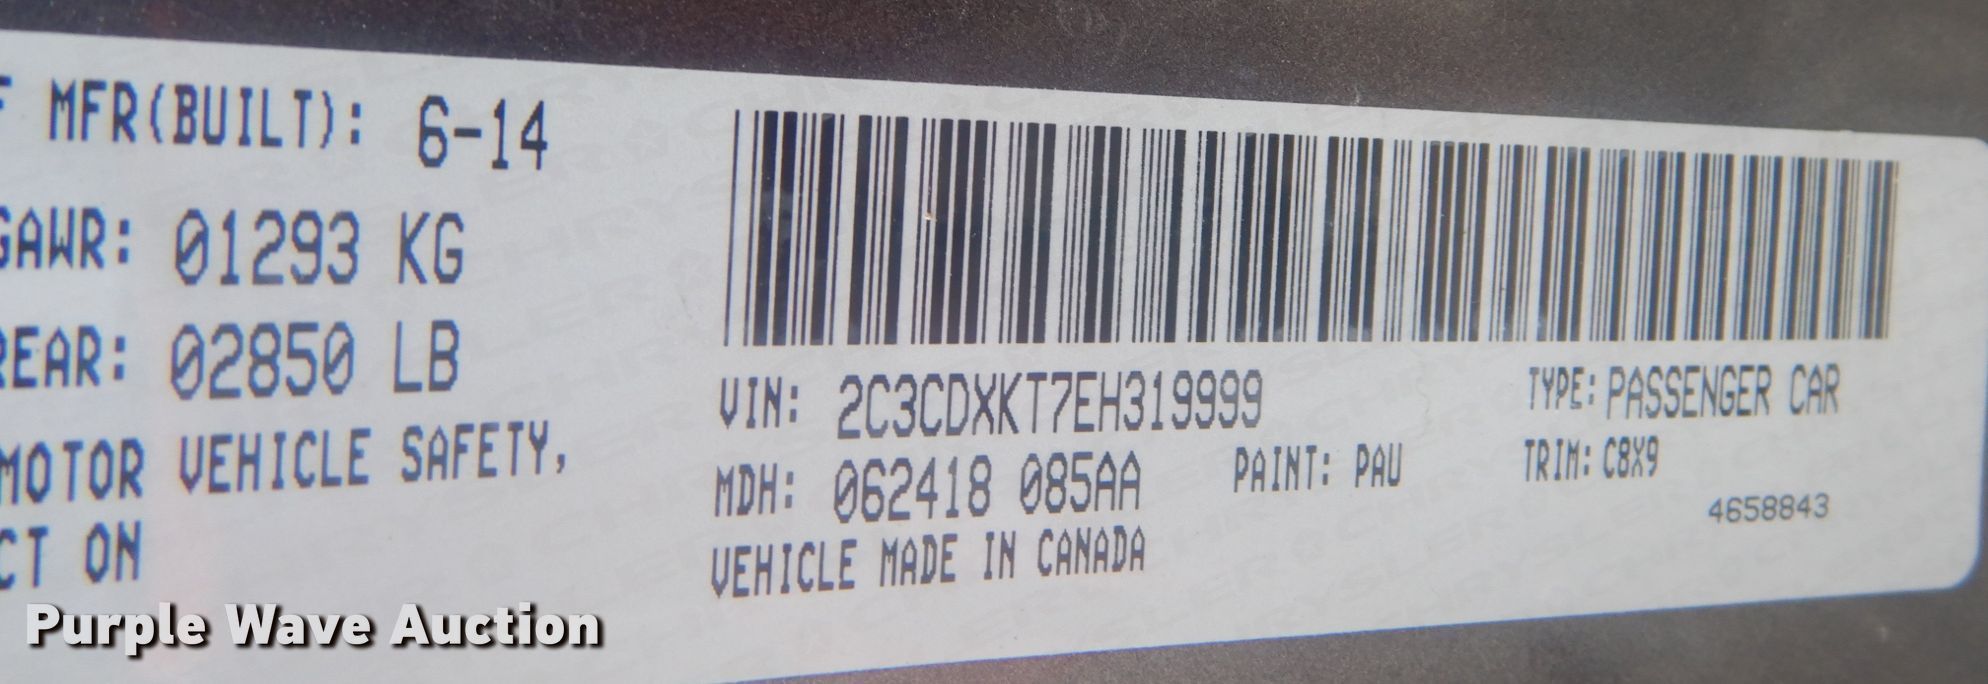 F MFR(BUILT): 6-14
GAWR: 01293 KG
REAR: 02850 LB
MOTOR VEHICLE SAFETY,
CT ON
VIN: 2C3CDXKT7EH319999
TYPE: PASSENGER CAR
MDH: 062418 085AA
PAINT: PAU
TRIM: C8X9
4658843
VEHICLE MADE IN CANADA
Purple Wave Auction